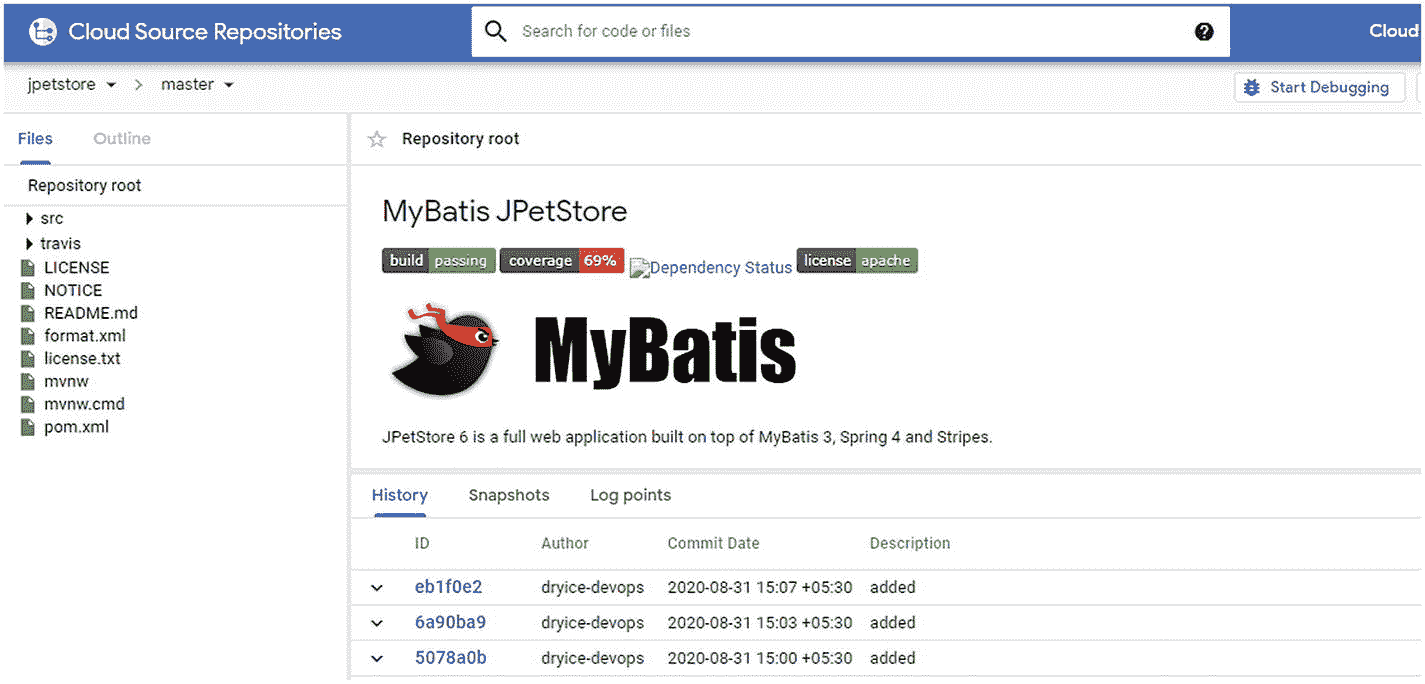 Cloud Source Repositories Search for code or files Cloud
jpetstore master Start Debugging
Files Outline Repository root
Repository root
src
travis
LICENSE
NOTICE
README.md
format.xml
license.txt
mvnw
mvnw.cmd
pom.xml
MyBatis JPetStore
build passing coverage 69% Dependency Status license apache
MyBatis
JPetStore 6 is a full web application built on top of MyBatis 3, Spring 4 and Stripes.
History Snapshots Log points
ID Author Commit Date Description
eb1f0e2 dryice-devops 2020-08-31 15:07 +05:30 added
6a90ba9 dryice-devops 2020-08-31 15:03 +05:30 added
5078a0b dryice-devops 2020-08-31 15:00 +05:30 added